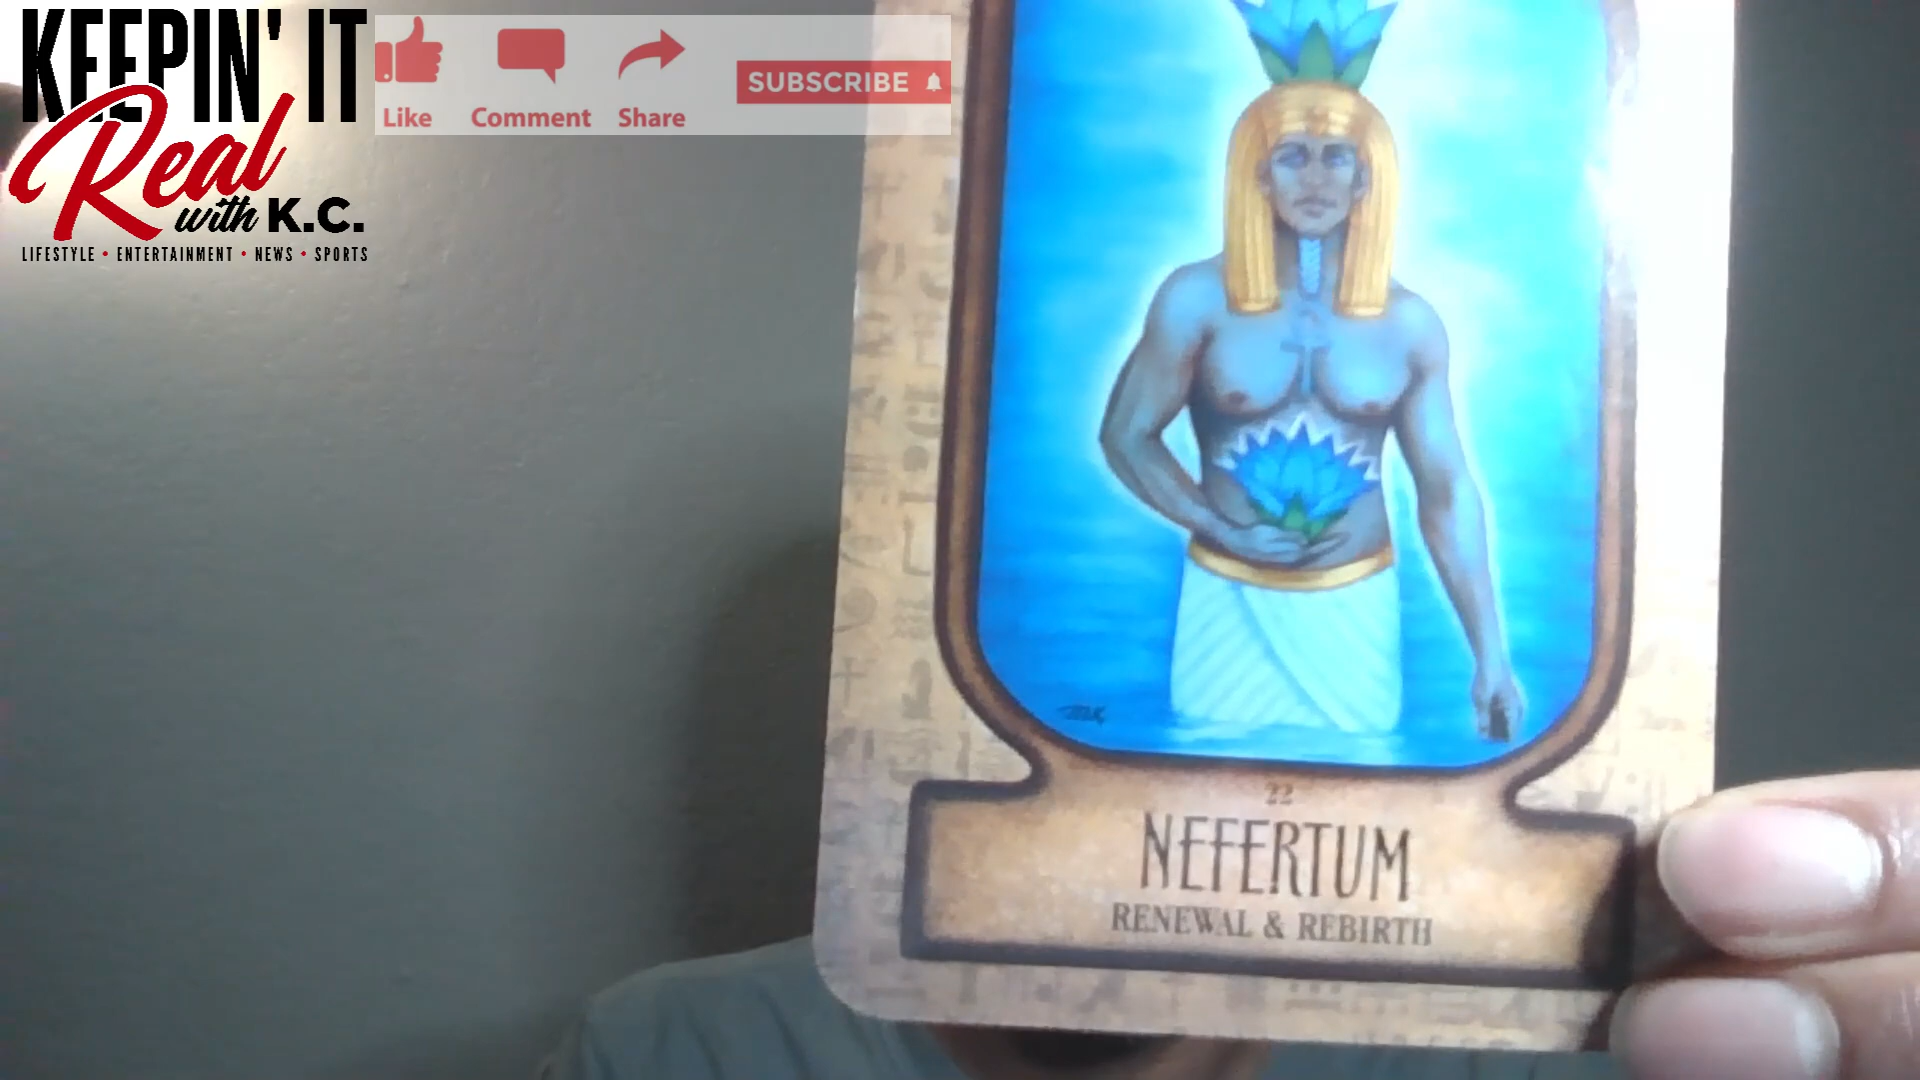 KEEPIN' IT
Real
with K.C.
LIFESTYLE • ENTERTAINMENT • NEWS • SPORTS
Like Comment Share
SUBSCRIBE
22
NEFERTUM
RENEWAL & REBIRTH